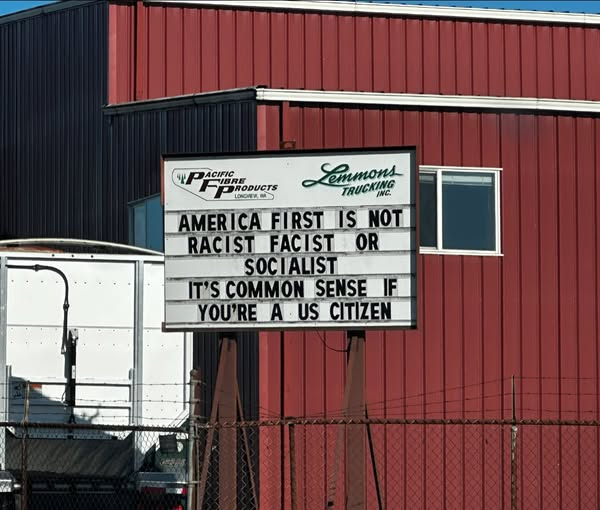 PACIFIC
FIBRE
PRODUCTS
LONGVIEW, WA
Lemmons
TRUCKING
INC.
AMERICA FIRST IS NOT
RACIST FACIST OR
SOCIALIST
IT'S COMMON SENSE IF
YOU'RE A US CITIZEN